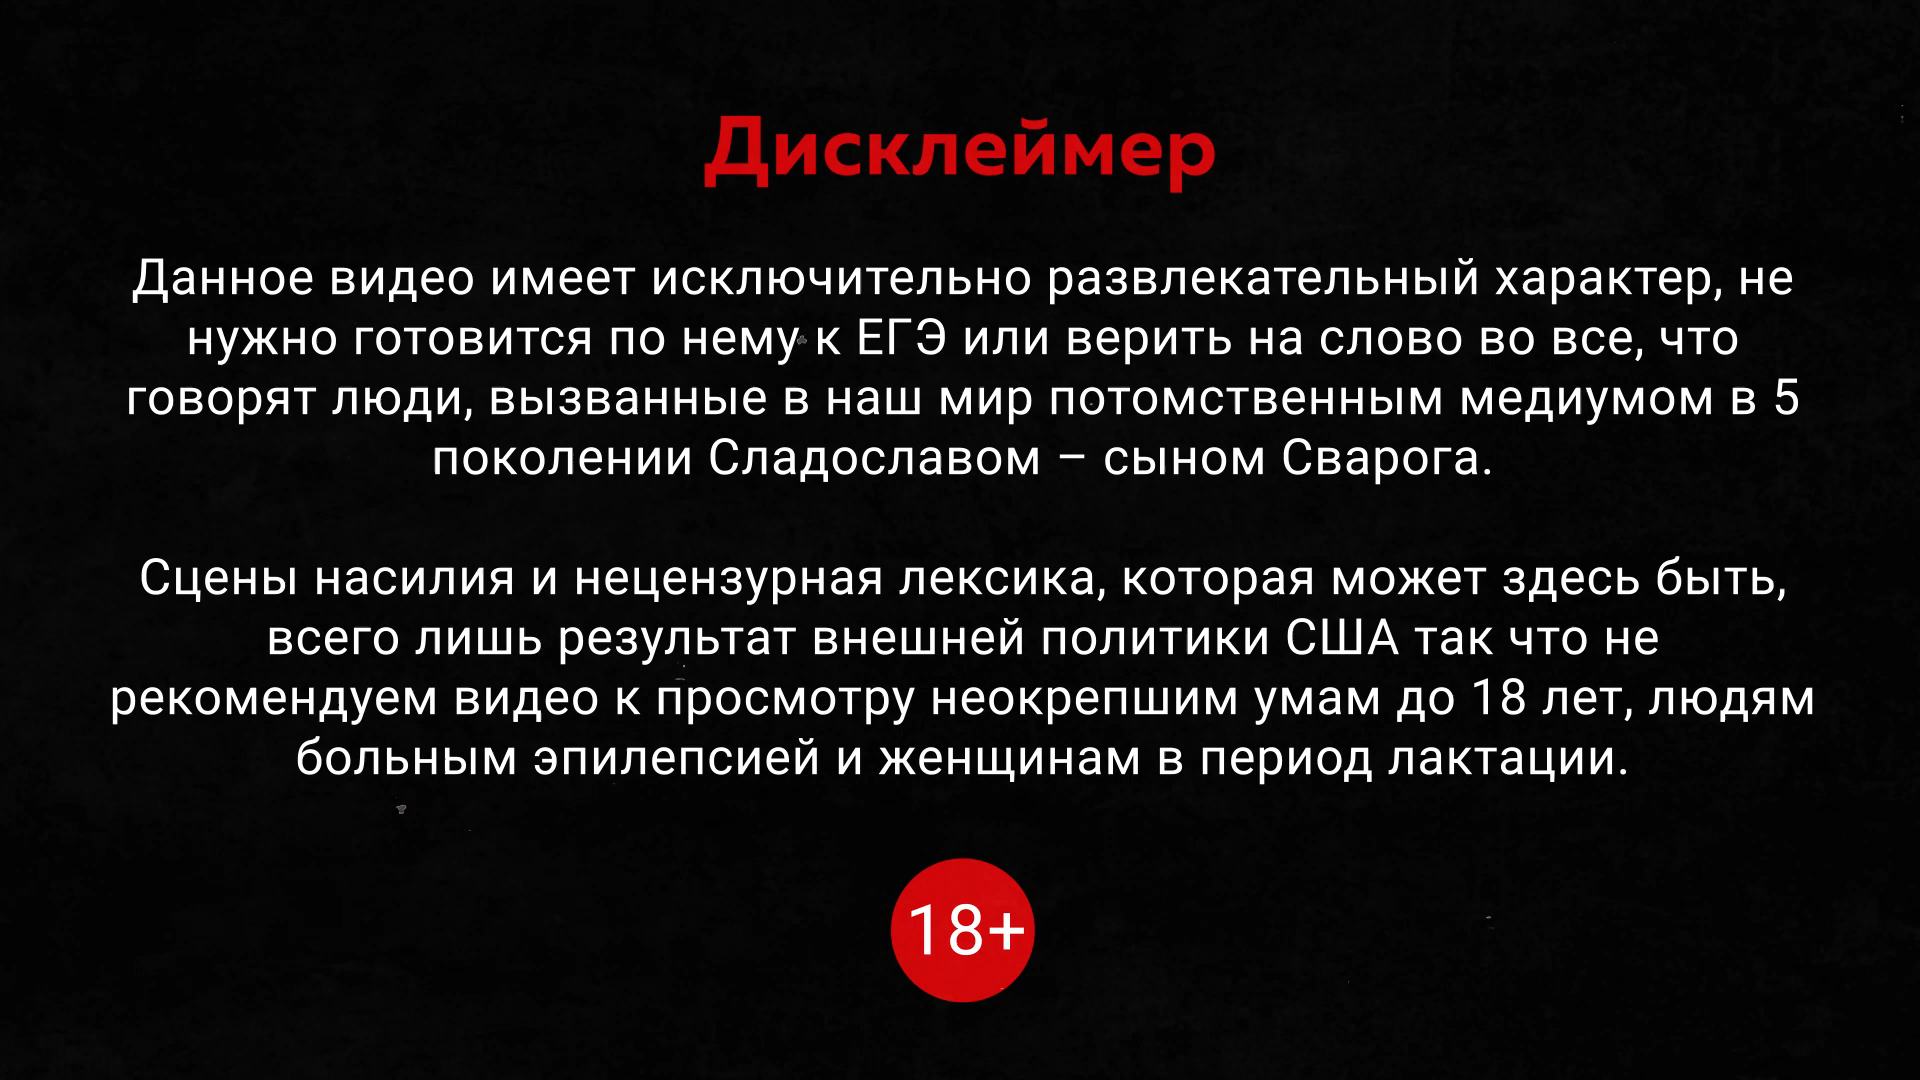 Дисклеймер
Данное видео имеет исключительно развлекательный характер, не
нужно готовится по нему к ЕГЭ или верить на слово во все, что
говорят люди, вызванные в наш мир потомственным медиумом в 5
поколении Сладославом – сыном Сварога.
Сцены насилия и нецензурная лексика, которая может здесь быть,
всего лишь результат внешней политики США так что не
рекомендуем видео к просмотру неокрепшим умам до 18 лет, людям
больным эпилепсией и женщинам в период лактации.
18+